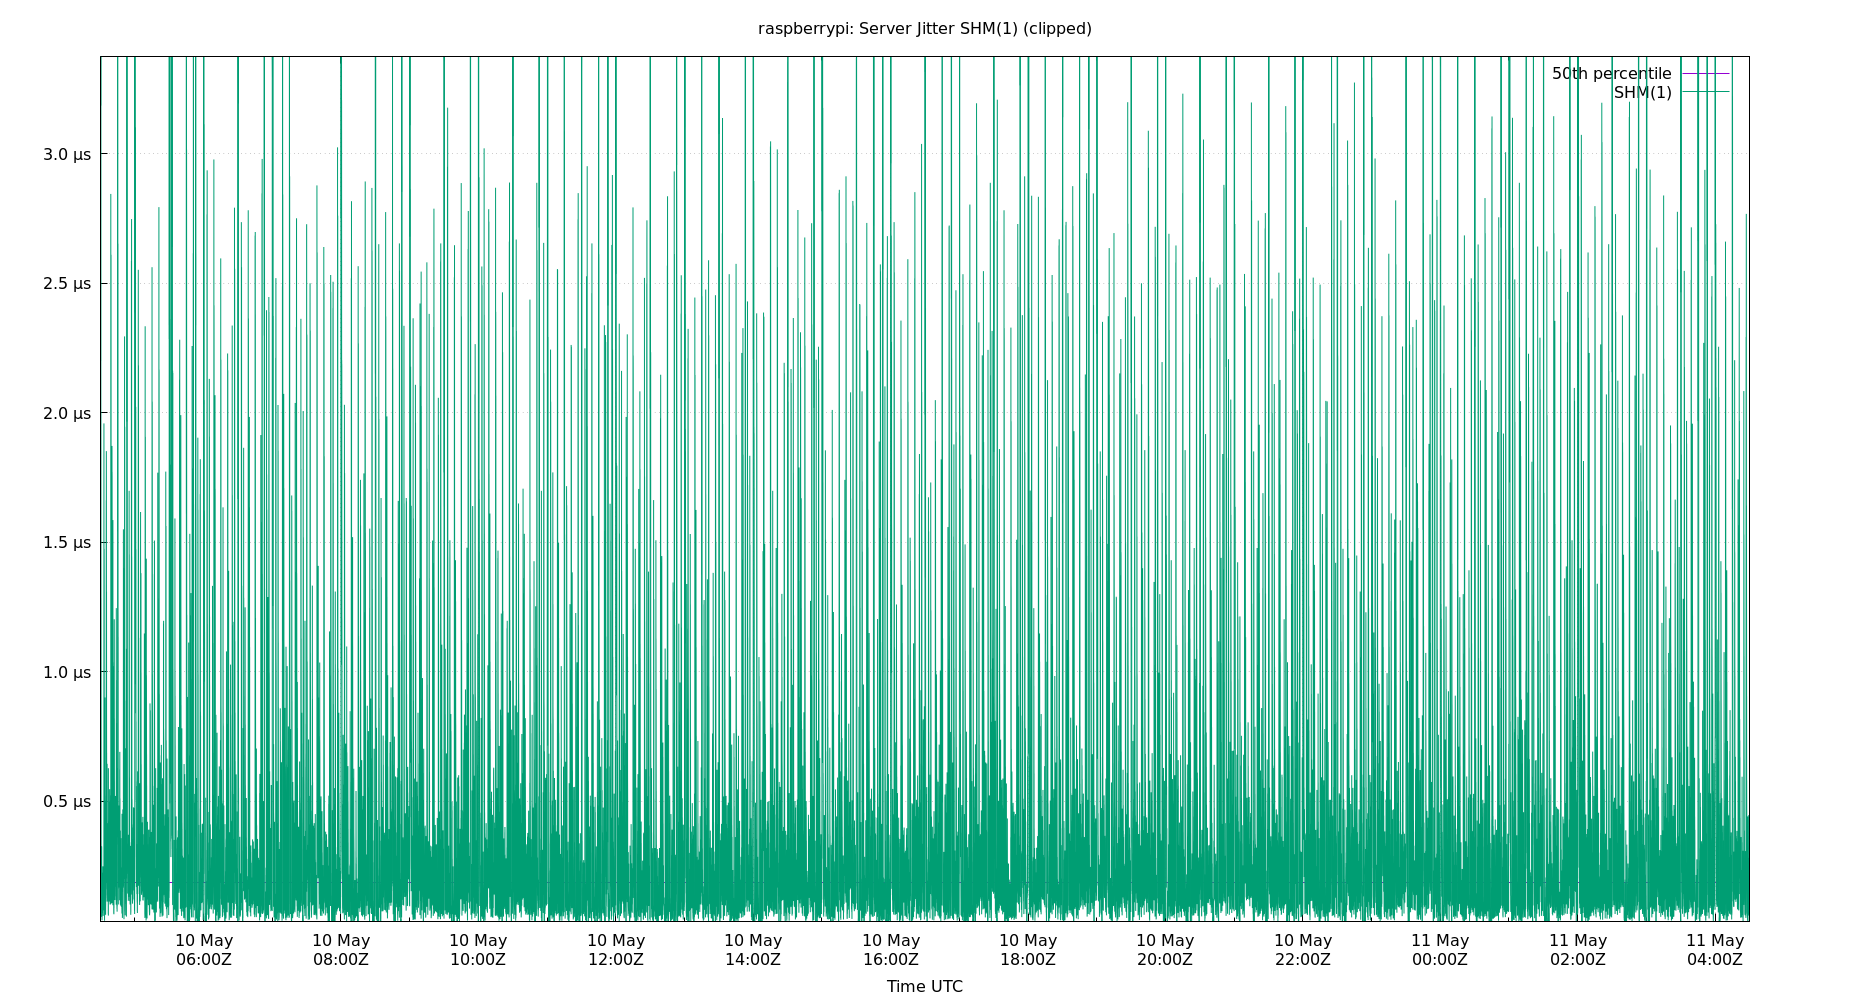 raspberrypi: Server Jitter SHM(1) (clipped)
50th percentile
SHM(1)
3.0 µs
2.5 µs
2.0 µs
1.5 µs
1.0 µs
0.5 µs
10 May 10 May 10 May 10 May 10 May 10 May 10 May 10 May 10 May 11 May 11 May 11 May
06:00Z 08:00Z 10:00Z 12:00Z 14:00Z 16:00Z 18:00Z 20:00Z 22:00Z 00:00Z 02:00Z 04:00Z
Time UTC